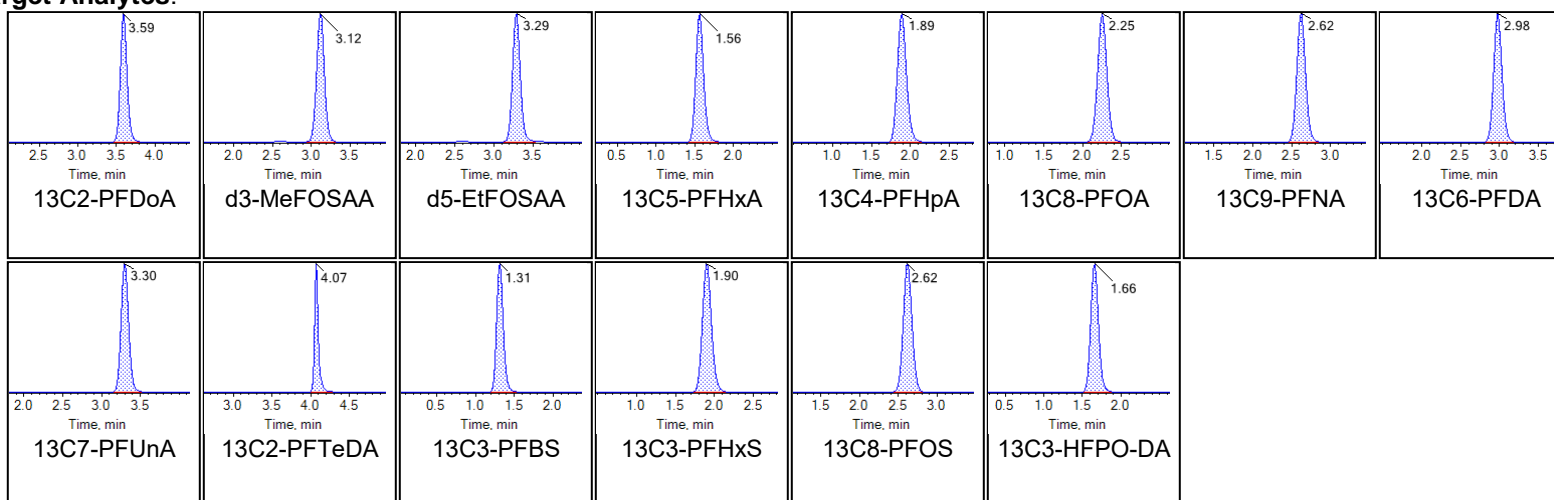 arget Analytes:
3.59
3.12
3.29
1.56
1.89
2.25
2.62
2.98
2.5 3.0 3.5 4.0
2.0 2.5 3.0 3.5
2.0 2.5 3.0 3.5
0.5 1.0 1.5 2.0
1.0 1.5 2.0 2.5
1.0 1.5 2.0 2.5
1.5 2.0 2.5 3.0
2.0 2.5 3.0 3.5
Time, min
Time, min
Time, min
Time, min
Time, min
Time, min
Time, min
Time, min
13C2-PFDoA
d3-MeFOSAA
d5-EtFOSAA
13C5-PFHxA
13C4-PFHpA
13C8-PFOA
13C9-PFNA
13C6-PFDA
3.30
4.07
1.31
1.90
2.62
1.66
2.0 2.5 3.0 3.5
3.0 3.5 4.0 4.5
0.5 1.0 1.5 2.0
1.0 1.5 2.0 2.5
1.5 2.0 2.5 3.0
0.5 1.0 1.5 2.0
Time, min
Time, min
Time, min
Time, min
Time, min
Time, min
13C7-PFUnA
13C2-PFTeDA
13C3-PFBS
13C3-PFHxS
13C8-PFOS
13C3-HFPO-DA